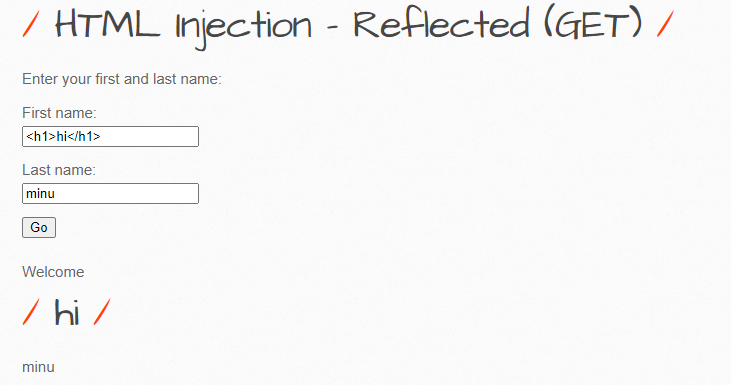 / HTML Injection - Reflected (GET) /
Enter your first and last name:
First name:
<h1>hi</h1>
Last name:
minu
Go
Welcome
/ hi /
minu